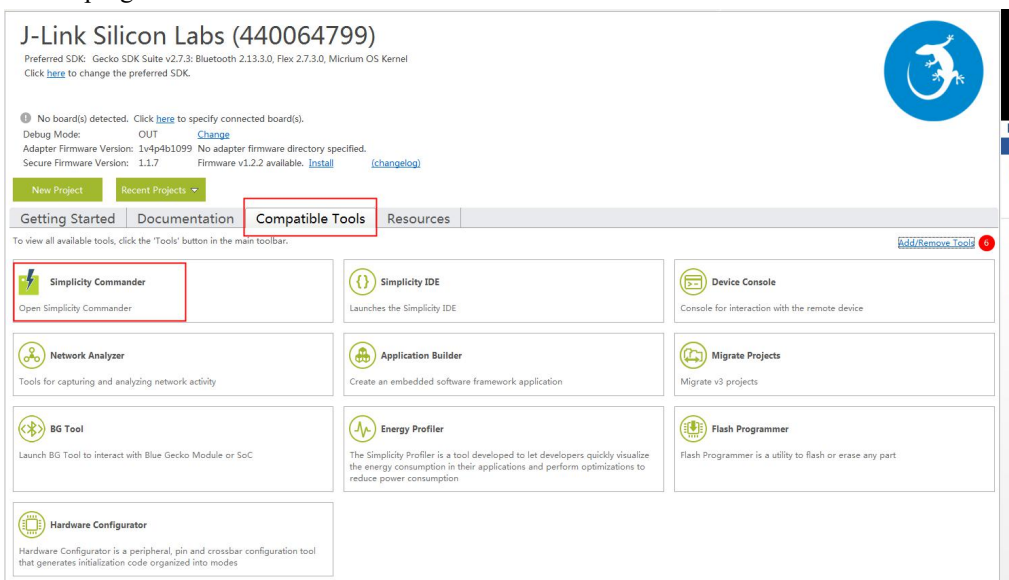 J-Link Silicon Labs (440064799)
Preferred SDK: Gecko SDK Suite v2.7.3: Bluetooth 2.13.3.0, Flex 2.7.3.0, Micrium OS Kernel
Click here to change the preferred SDK.
No board(s) detected. Click here to specify connected board(s).
Debug Mode: OUT Change
Adapter Firmware Version: 1v4p4b1099 No adapter firmware directory specified.
Secure Firmware Version: 1.1.7 Firmware v1.2.2 available. Install (changelog)
New Project Recent Projects
Getting Started Documentation Compatible Tools Resources
To view all available tools, click the 'Tools' button in the main toolbar. Add/Remove Tools 6
Simplicity Commander
Open Simplicity Commander
Simplicity IDE
Launches the Simplicity IDE
Device Console
Console for interaction with the remote device
Network Analyzer
Tools for capturing and analyzing network activity
Application Builder
Create an embedded software framework application
Migrate Projects
Migrate v3 projects
BG Tool
Launch BG Tool to interact with Blue Gecko Module or SoC
Energy Profiler
The Simplicity Profiler is a tool developed to let developers quickly visualize
the energy consumption in their applications and perform optimizations to
reduce power consumption
Flash Programmer
Flash Programmer is a utility to flash or erase any part
Hardware Configurator
Hardware Configurator is a peripheral, pin and crossbar configuration tool
that generates initialization code organized into modes